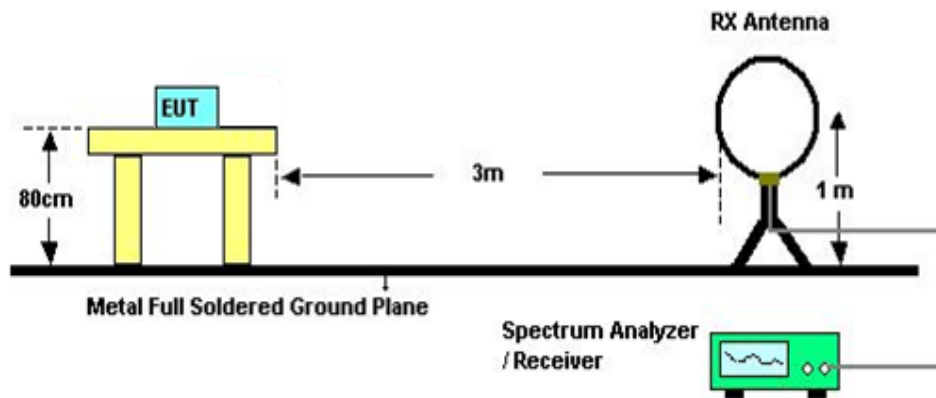 RX Antenna
EUT
3m
80cm
1 m
Metal Full Soldered Ground Plane
Spectrum Analyzer
/ Receiver